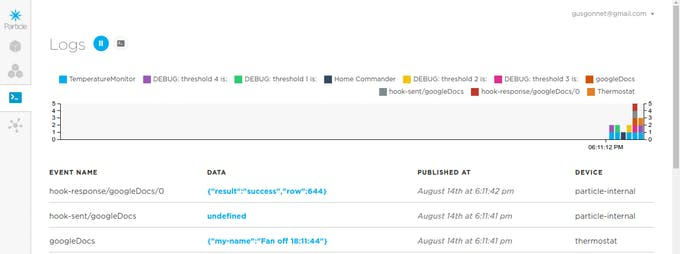 gusgonnet@gmail.com
Particle
Logs
TemperatureMonitor DEBUG: threshold 4 is: DEBUG: threshold 1 is: Home Commander DEBUG: threshold 2 is: DEBUG: threshold 3 is: googleDocs
hook-sent/googleDocs hook-response/googleDocs/0 Thermostat
5 5
4 4
3 3
2 2
1 1
0 0
06:11:12 PM
EVENT NAME DATA PUBLISHED AT DEVICE
hook-response/googleDocs/0 {"result":"success","row":644} August 14th at 6:11:42 pm particle-internal
hook-sent/googleDocs undefined August 14th at 6:11:41 pm particle-internal
googleDocs {"my-name":"Fan off 18:11:44"} August 14th at 6:11:41 pm thermostat